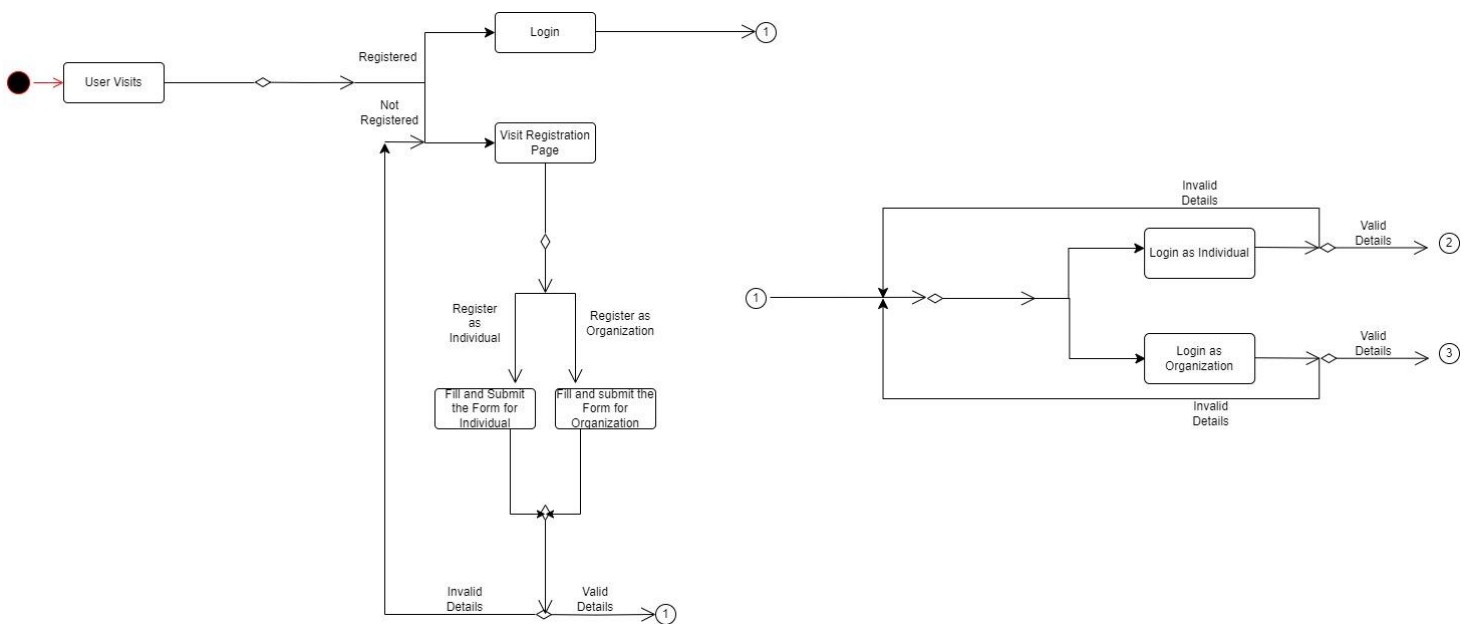 Login
1
Registered
User Visits
Not
Registered
Visit Registration
Page
Register
as
Individual
Register as
Organization
Fill and Submit
the Form for
Individual
Fill and submit the
Form for
Organization
Invalid
Details
Valid
Details
1
Invalid
Details
Login as Individual
Valid
Details
2
1
Login as
Organization
Valid
Details
3
Invalid
Details